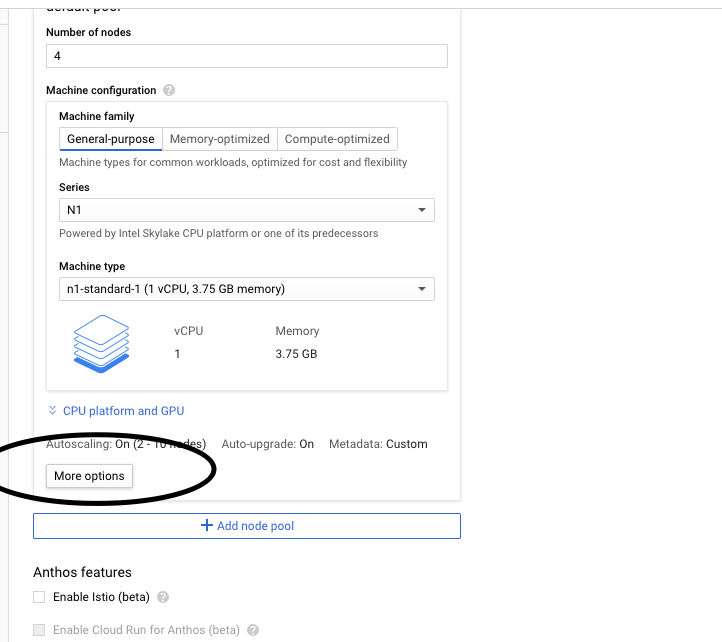 default-pool
Number of nodes
4
Machine configuration ?
Machine family
General-purpose Memory-optimized Compute-optimized
Machine types for common workloads, optimized for cost and flexibility
Series
N1
Powered by Intel Skylake CPU platform or one of its predecessors
Machine type
n1-standard-1 (1 vCPU, 3.75 GB memory)
vCPU Memory
1 3.75 GB
CPU platform and GPU
Autoscaling: On (2 - 10 nodes) Auto-upgrade: On Metadata: Custom
More options
Add node pool
Anthos features
Enable Istio (beta) ?
Enable Cloud Run for Anthos (beta) ?